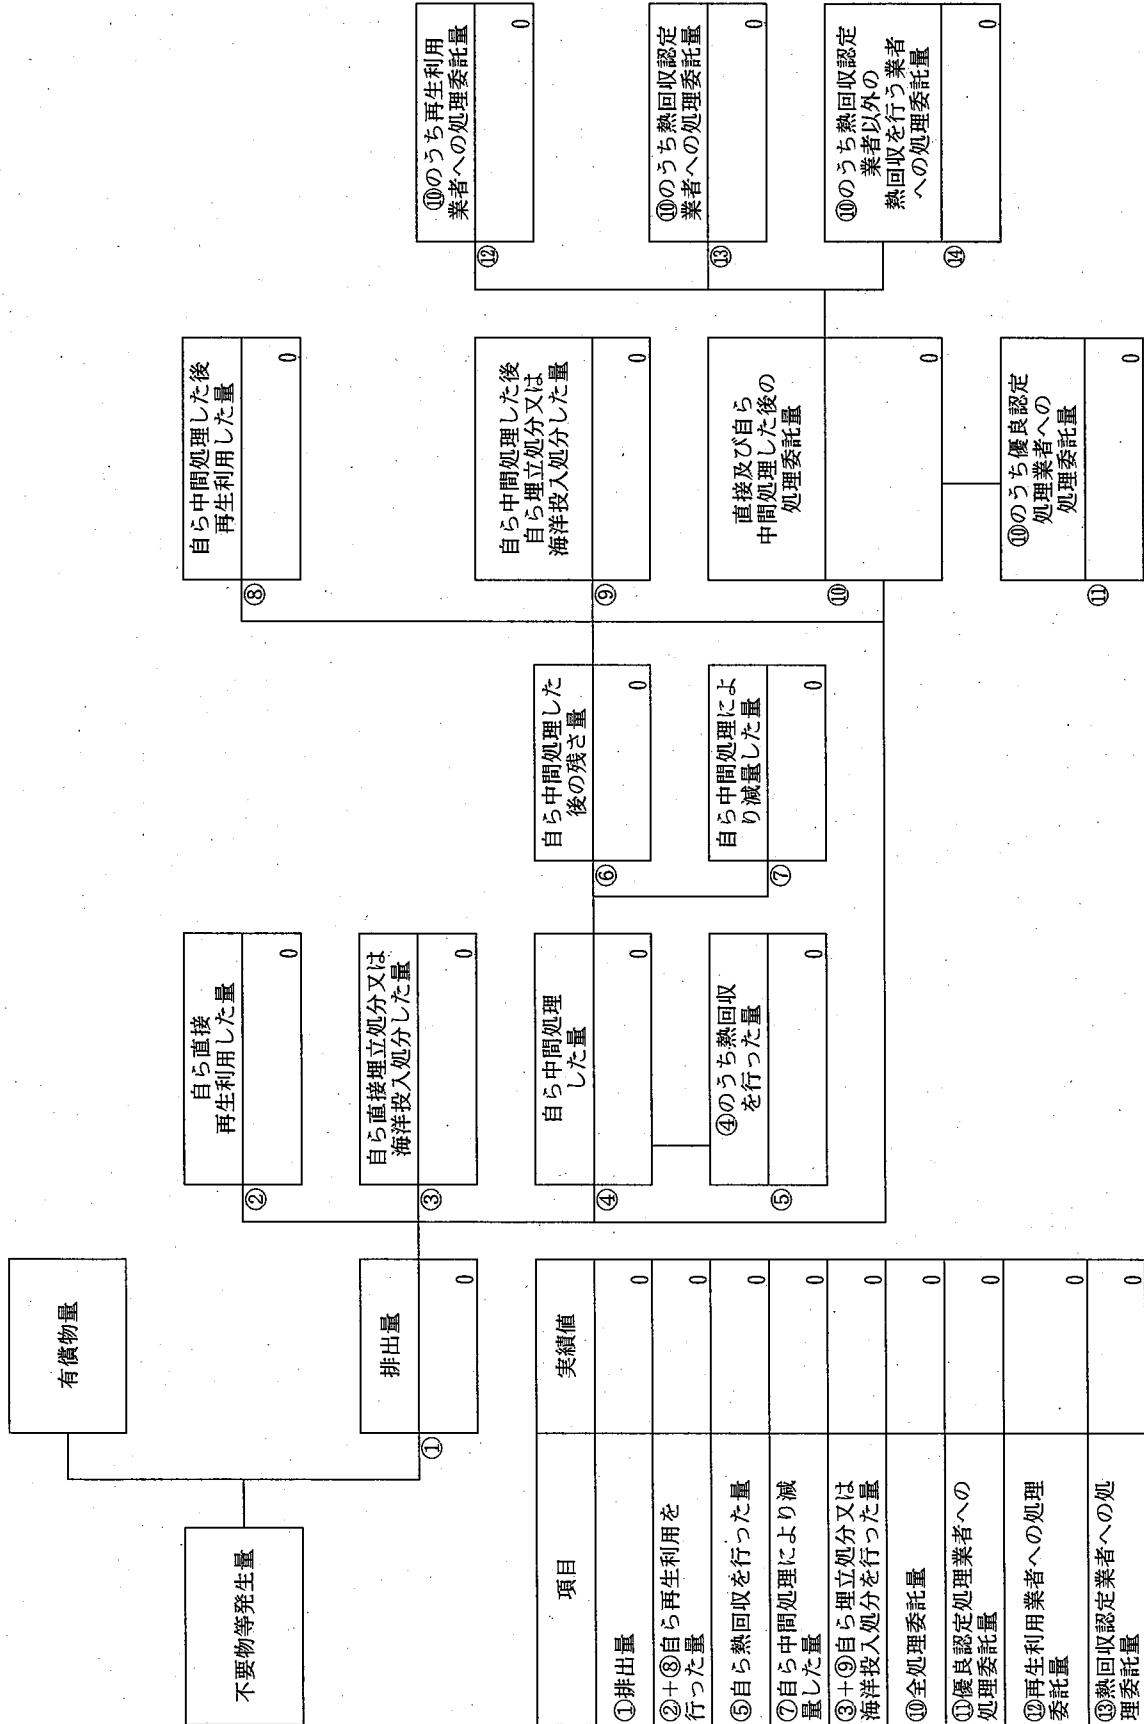 不要物等発生量
有償物量
排出量
①
0
②
自ら直接
再生利用した量
0
③
自ら直接埋立処分又は
海洋投入処分した量
0
④
自ら中間処理
した量
0
⑤
④のうち熱回収
を行った量
0
⑥
自ら中間処理した
後の残さ量
0
⑦
自ら中間処理によ
り減量した量
0
⑧
自ら中間処理した後
再生利用した量
0
⑨
自ら中間処理した後
自ら埋立処分又は
海洋投入処分した量
0
⑩
直接及び自ら
中間処理した後の
処理委託量
0
⑪
⑩のうち優良認定
処理業者への
処理委託量
0
⑫
⑩のうち再生利用
業者への処理委託量
0
⑬
⑩のうち熱回収認定
業者への処理委託量
0
⑭
⑩のうち熱回収認定
業者以外の
熱回収を行う業者
への処理委託量
0
項目 実績値
①排出量 0
②+⑧自ら再生利用を
行った量 0
⑤自ら熱回収を行った量 0
⑦自ら中間処理により減
量した量 0
③+⑨自ら埋立処分又は
海洋投入処分を行った量 0
⑩全処理委託量 0
⑪優良認定処理業者への
処理委託量 0
⑫再生利用業者への処理
委託量 0
⑬熱回収認定業者への処
理委託量 0